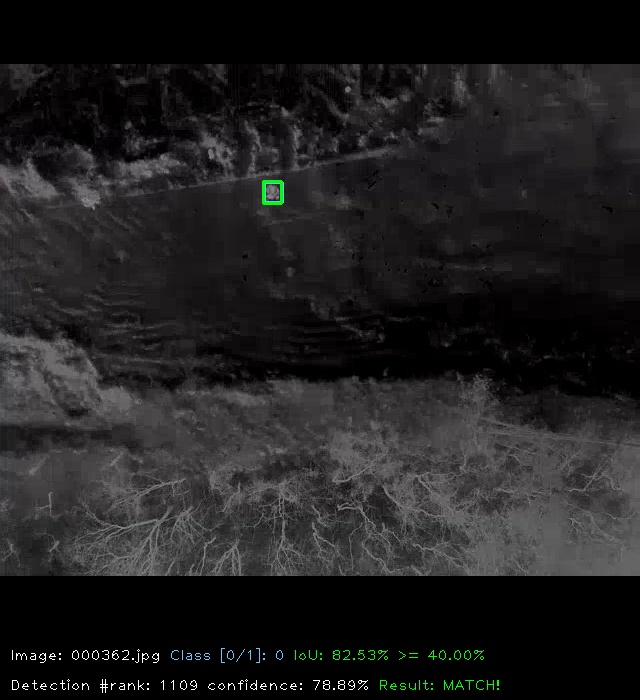 Image: 000362.jpg Class [0/1]: 0 IoU: 82.53% >= 40.00%
Detection #rank: 1109 confidence: 78.89% Result: MATCH!